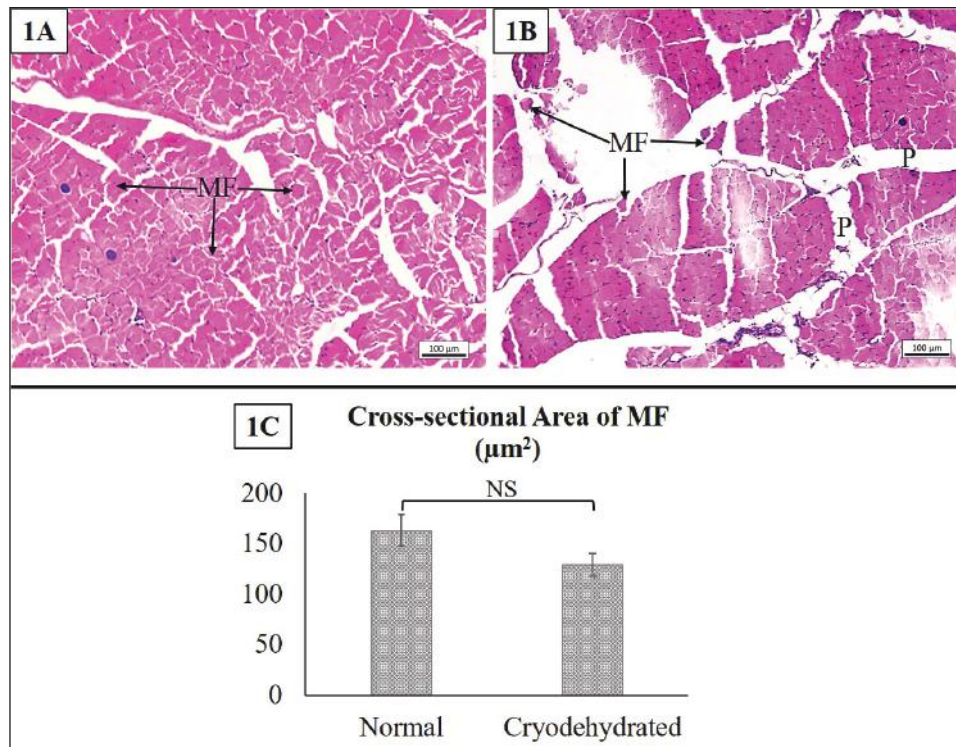 1A
MF
100 µm
1B
MF
P
P
100 µm
1C
Cross-sectional Area of MF
(µm²)
NS
200
150
100
50
0
Normal
Cryodehydrated